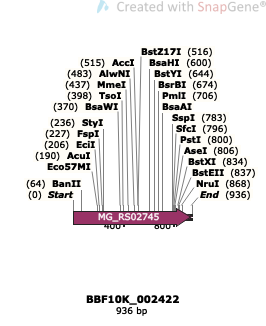 Created with SnapGene®
BstZ17I (516)
(515) AccI BsaHI (600)
(483) AlwNI BstYI (644)
(437) MmeI BsrBI (674)
(398) TsoI PmlI (706)
(370) BsaWI BsaAI
SspI (783)
(236) StyI SfcI (796)
(227) FspI PstI (800)
(206) EciI AseI (806)
(190) AcuI BstXI (834)
Eco57MI BstEII (837)
(64) BanII NruI (868)
(0) Start End (936)
MG_RS02745
400 800
BBF10K_002422
936 bp